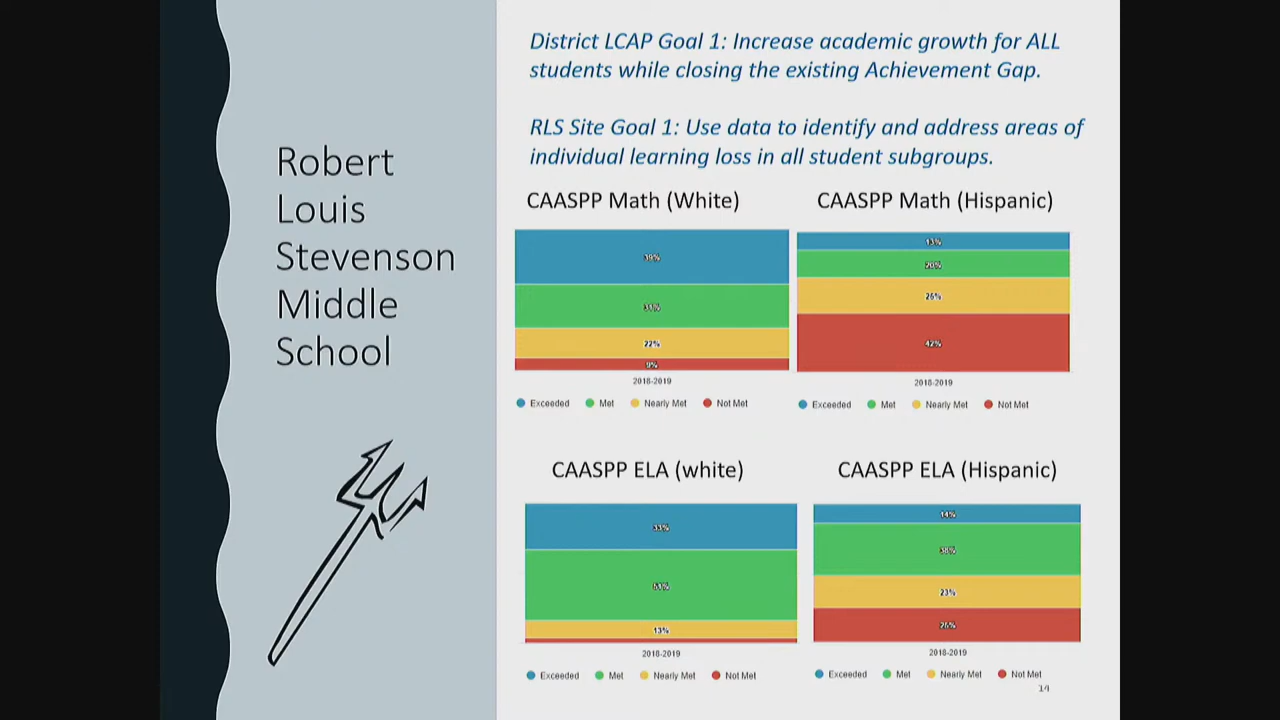 Robert
Louis
Stevenson
Middle
School
District LCAP Goal 1: Increase academic growth for ALL
students while closing the existing Achievement Gap.
RLS Site Goal 1: Use data to identify and address areas of
individual learning loss in all student subgroups.
CAASPP Math (White)
39%
31%
22%
9%
2018-2019
Exceeded Met Nearly Met Not Met
CAASPP Math (Hispanic)
13%
20%
26%
42%
2018-2019
Exceeded Met Nearly Met Not Met
CAASPP ELA (white)
33%
51%
13%
2018-2019
Exceeded Met Nearly Met Not Met
CAASPP ELA (Hispanic)
14%
38%
23%
2018-2019
Exceeded Met Nearly Met Not Met
14